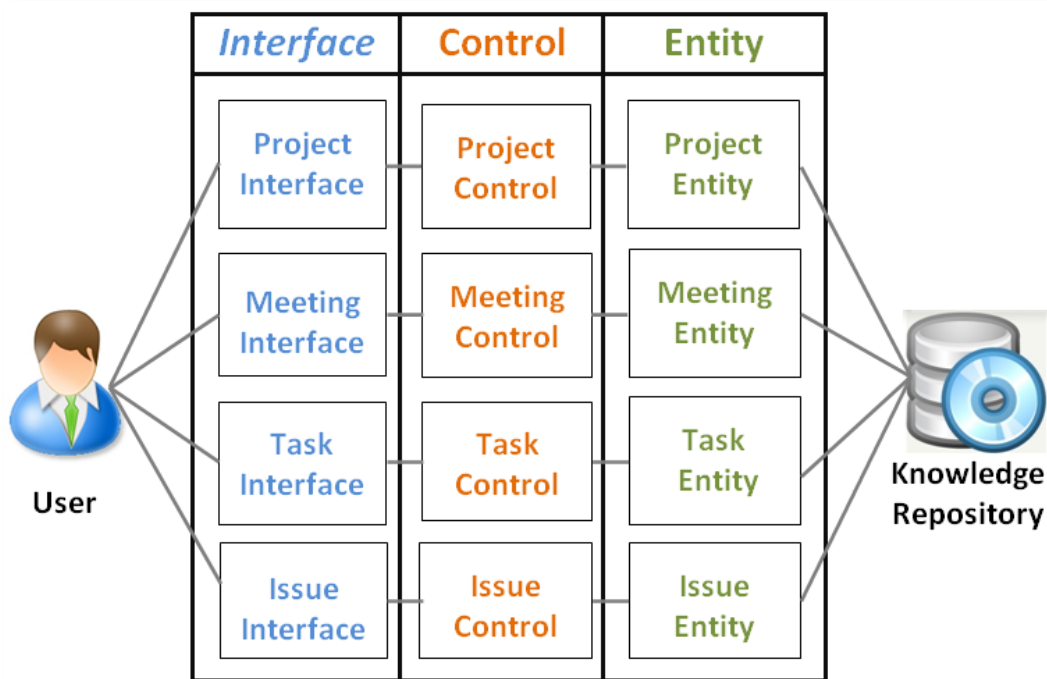 Interface
Control
Entity
Project
Interface
Project
Control
Project
Entity
Meeting
Interface
Meeting
Control
Meeting
Entity
Task
Interface
Task
Control
Task
Entity
Issue
Interface
Issue
Control
Issue
Entity
User
Knowledge
Repository